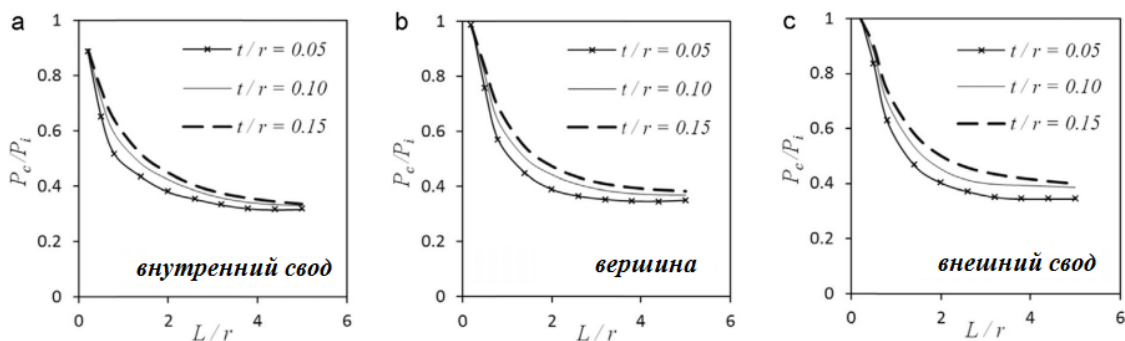 a
1
0.8
0.6
0.4
0.2
0
P_c/P_i
t/r = 0.05
t/r = 0.10
t/r = 0.15
внутренний свод
0 2 4 6
L/r
b
1
0.8
0.6
0.4
0.2
0
P_c/P_i
t/r = 0.05
t/r = 0.10
t/r = 0.15
вершина
0 2 4 6
L/r
c
1
0.8
0.6
0.4
0.2
0
P_c/P_i
t/r = 0.05
t/r = 0.10
t/r = 0.15
внешний свод
0 2 4 6
L/r